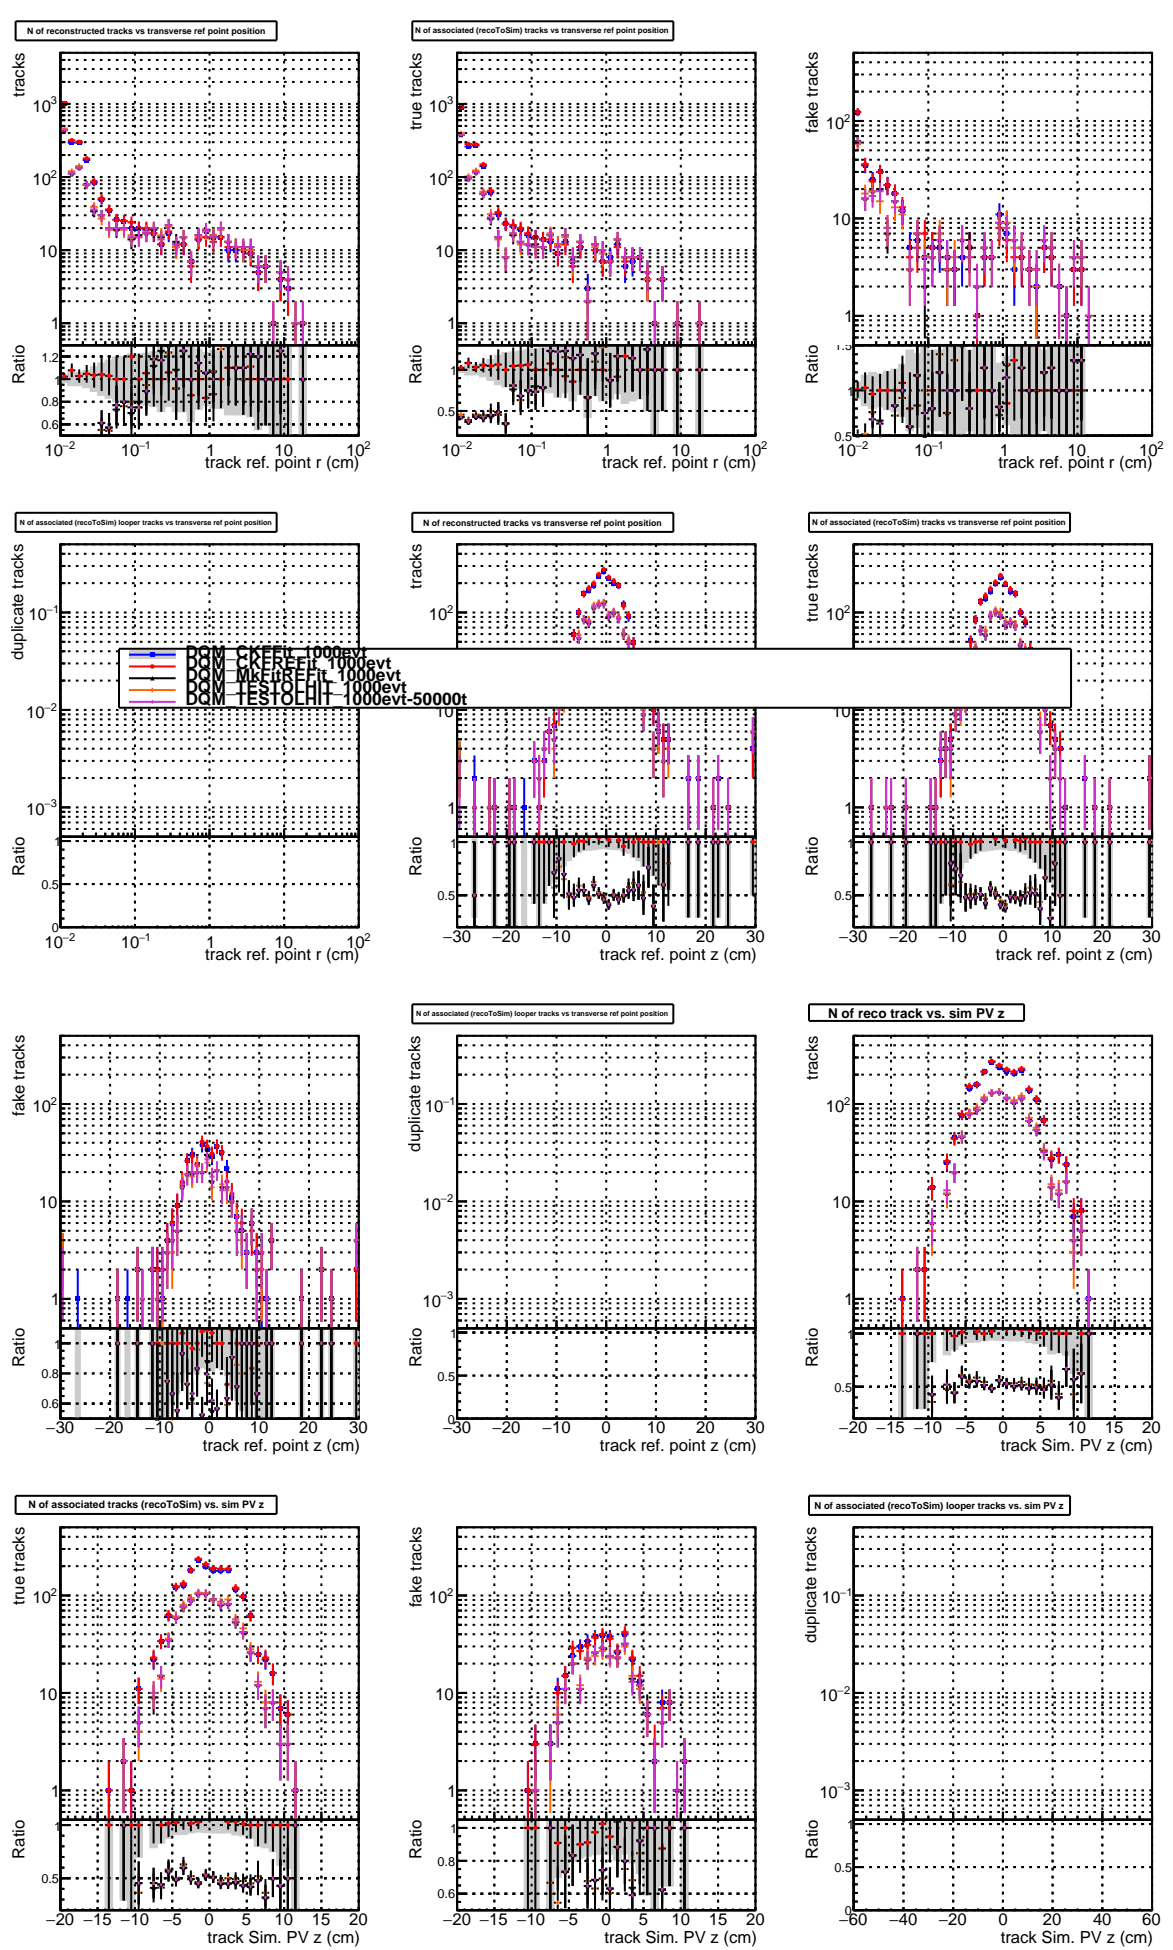 N of reconstructed tracks vs transverse ref point position
tracks
10³
10²
10
1
Ratio
1.2
1
0.8
0.6
10⁻² 10⁻¹ 1 10 10²
track ref. point r (cm)
N of associated (recoToSim) tracks vs transverse ref point position
true tracks
10³
10²
10
1
Ratio
1
0.5
10⁻² 10⁻¹ 1 10 10²
track ref. point r (cm)
fake tracks
10²
10
1
Ratio
1.5
1
0.5
10⁻² 10⁻¹ 1 10 10²
track ref. point r (cm)
N of associated (recoToSim) looper tracks vs transverse ref point position
duplicate tracks
10⁻¹
10⁻²
10⁻³
Ratio
1
0.5
0
10⁻² 10⁻¹ 1 10 10²
track ref. point r (cm)
N of reconstructed tracks vs transverse ref point position
tracks
10²
10
1
Ratio
1
0.5
−30 −20 −10 0 10 20 30
track ref. point z (cm)
N of associated (recoToSim) tracks vs transverse ref point position
true tracks
10²
10
1
Ratio
1
0.5
−30 −20 −10 0 10 20 30
track ref. point z (cm)
DQM_CKFFit_1000evt
DQM_CKFREFit_1000evt
DQM_MkFitREFit_1000evt
DQM_TESTOLHIT_1000evt
DQM_TESTOLHIT_1000evt-50000t
fake tracks
10²
10
1
Ratio
1
0.8
0.6
−30 −20 −10 0 10 20 30
track ref. point z (cm)
N of associated (recoToSim) looper tracks vs transverse ref point position
duplicate tracks
10⁻¹
10⁻²
10⁻³
Ratio
1
0.5
0
−30 −20 −10 0 10 20 30
track ref. point z (cm)
N of reco track vs. sim PV z
tracks
10²
10
1
Ratio
1
0.5
−20 −15 −10 −5 0 5 10 15 20
track Sim. PV z (cm)
N of associated tracks (recoToSim) vs. sim PV z
true tracks
10²
10
1
Ratio
1
0.5
−20 −15 −10 −5 0 5 10 15 20
track Sim. PV z (cm)
fake tracks
10²
10
1
Ratio
1
0.8
0.6
−20 −15 −10 −5 0 5 10 15 20
track Sim. PV z (cm)
N of associated (recoToSim) looper tracks vs. sim PV z
duplicate tracks
10⁻¹
10⁻²
10⁻³
Ratio
1
0.5
0
−60 −40 −20 0 20 40 60
track Sim. PV z (cm)